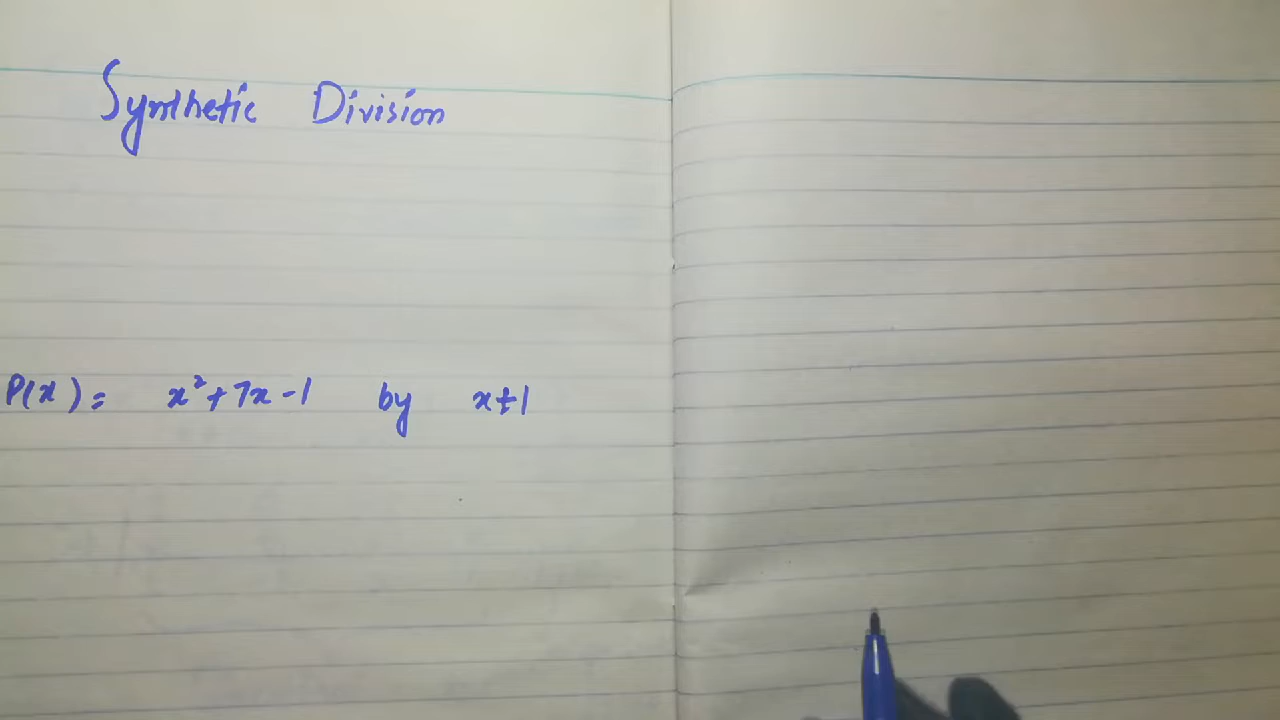 Synthetic Division
P(x) = x² + 7x - 1 by x+1